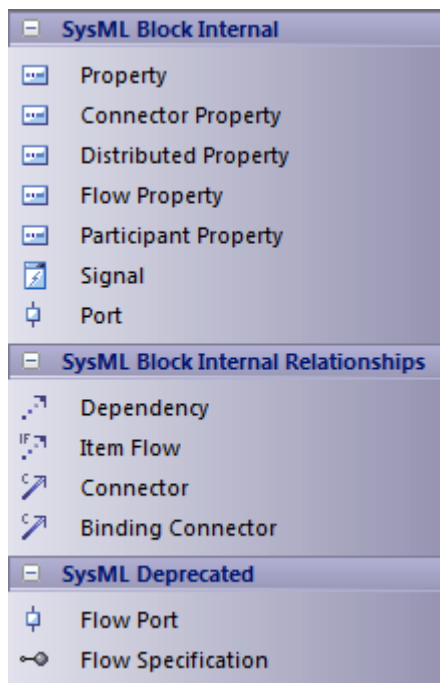 SysML Block Internal
Property
Connector Property
Distributed Property
Flow Property
Participant Property
Signal
Port
SysML Block Internal Relationships
Dependency
IF Item Flow
C Connector
C Binding Connector
SysML Deprecated
Flow Port
Flow Specification